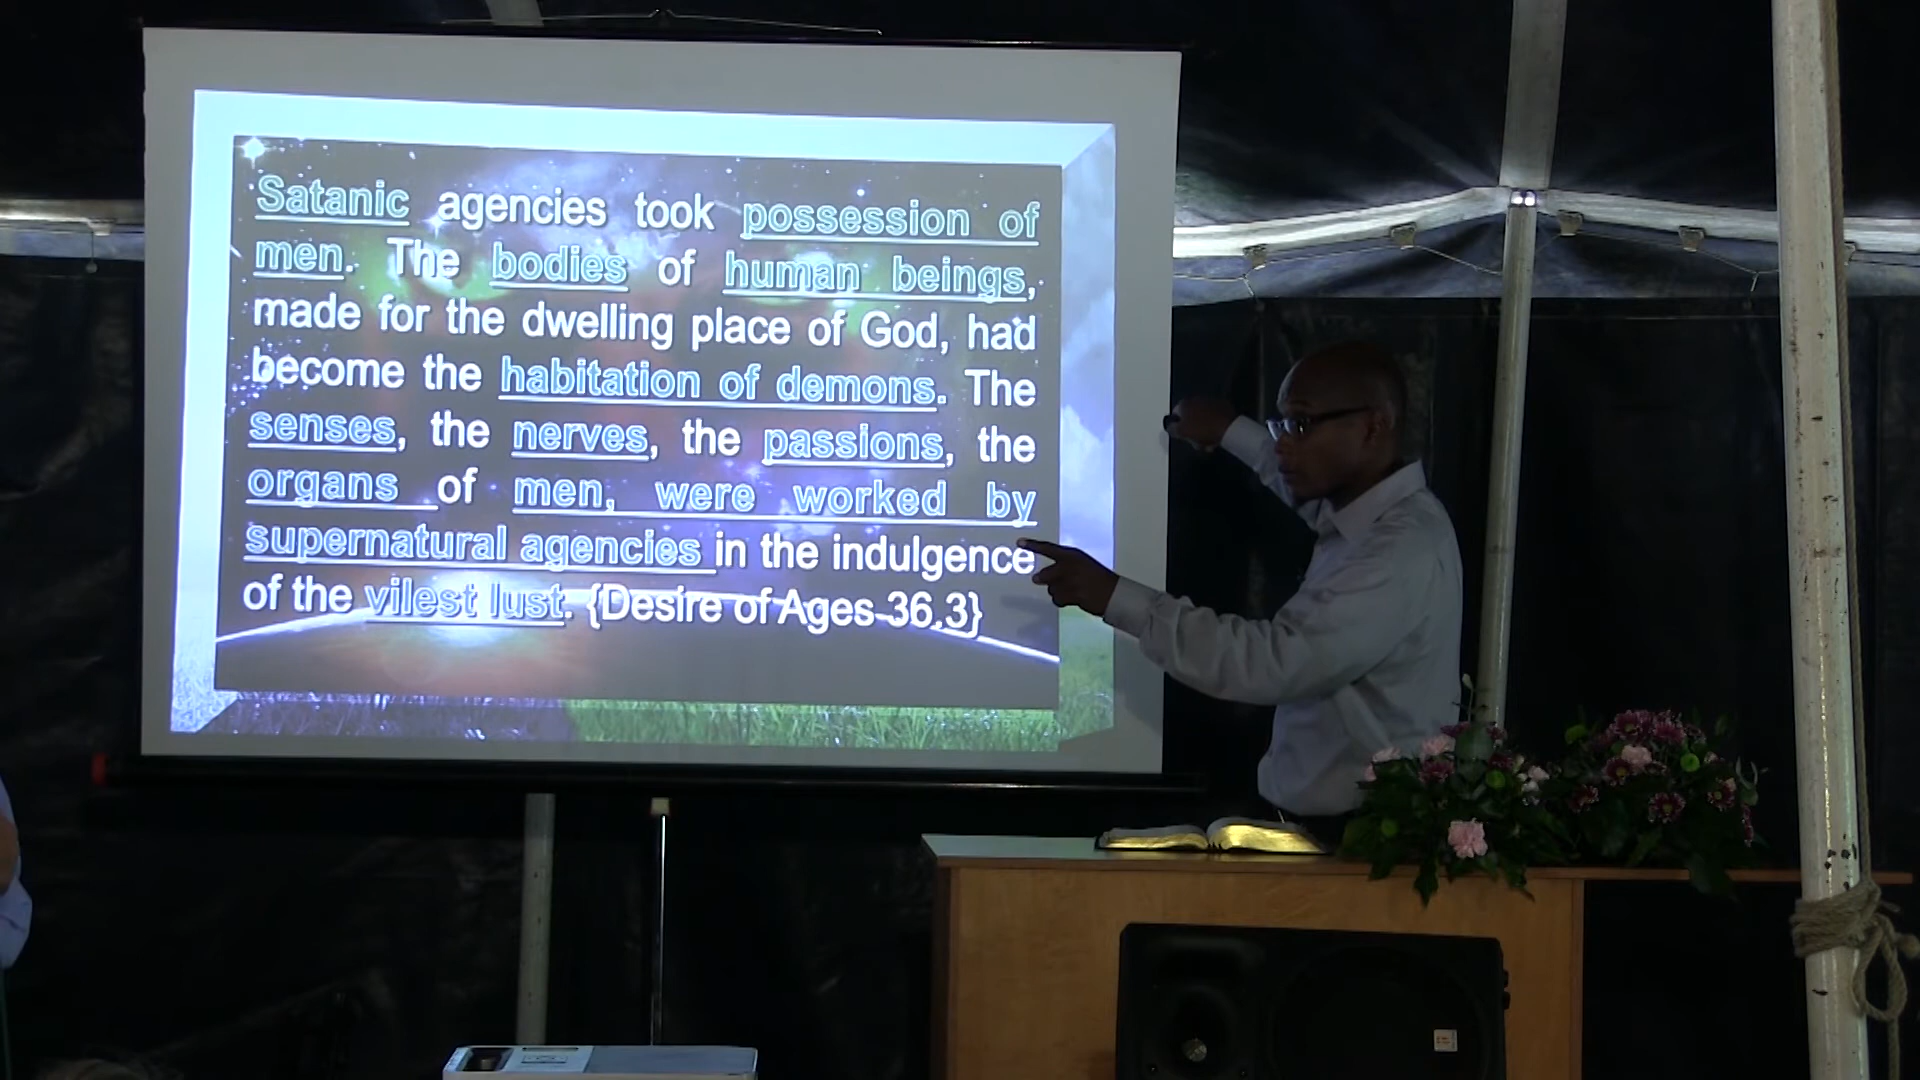 Satanic agencies took possession of
men. The bodies of human beings,
made for the dwelling place of God, had
become the habitation of demons. The
senses, the nerves, the passions, the
organs of men, were worked by
supernatural agencies in the indulgence
of the vilest lust. {Desire of Ages 36.3}